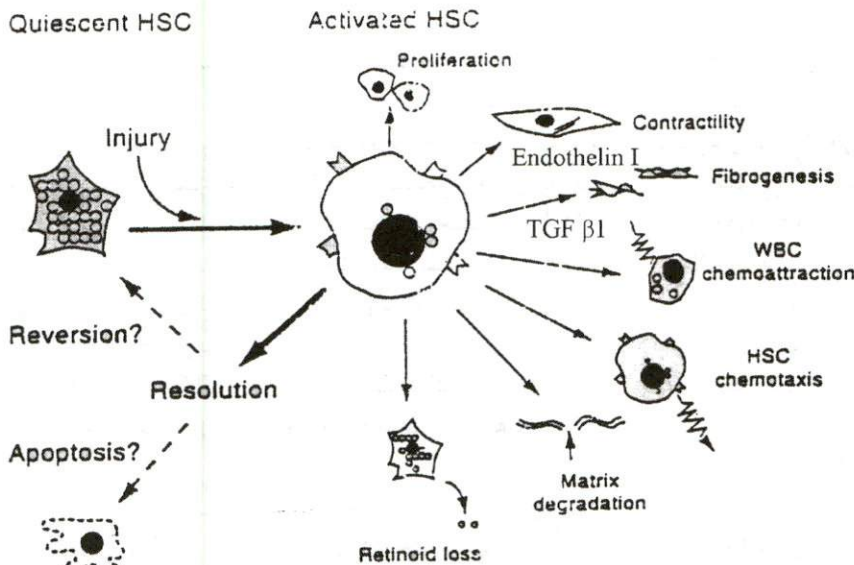 Quiescent HSC
Activated HSC
Proliferation
Injury
Contractility
Endothelin I
Fibrogenesis
TGF β1
WBC
chemoattraction
Reversion?
HSC
chemotaxis
Resolution
Apoptosis?
Matrix
degradation
Retinoid loss